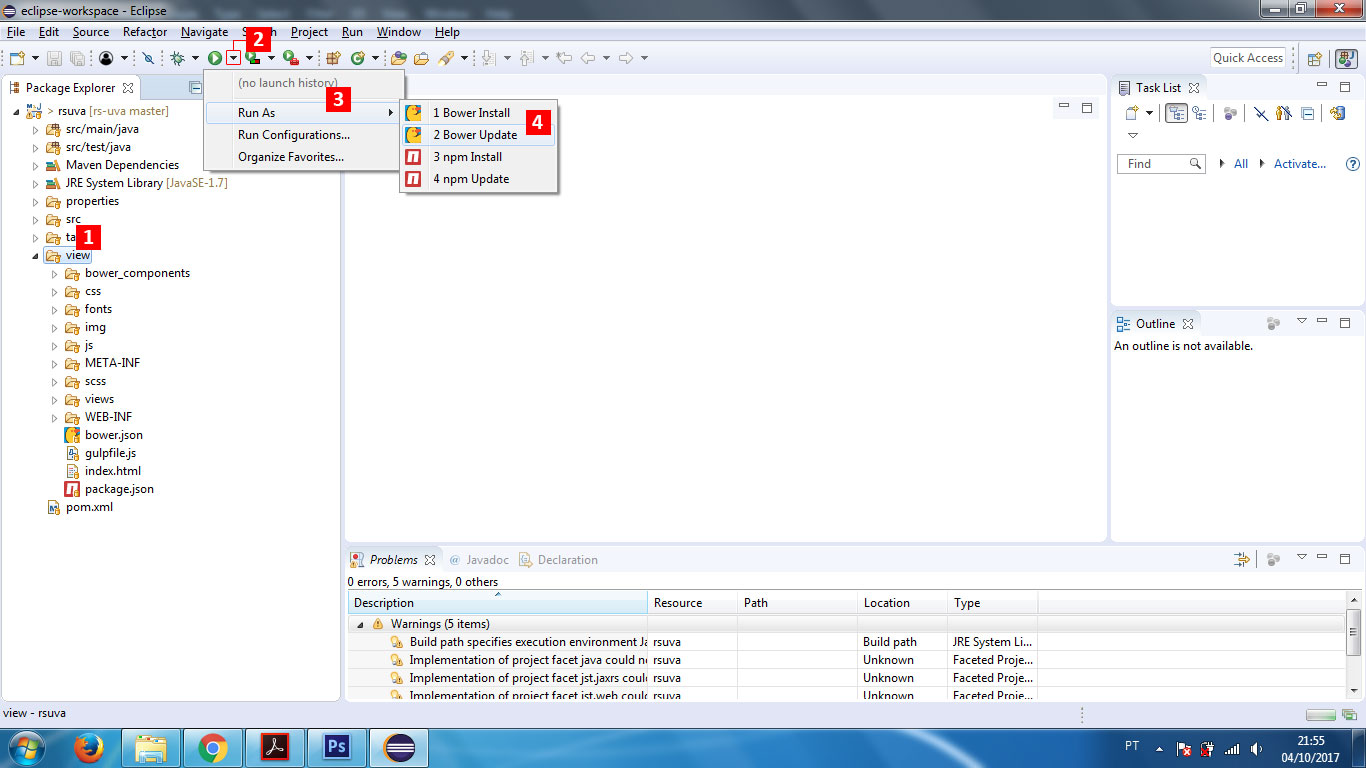 eclipse-workspace - Eclipse
File Edit Source Refactor Navigate Project Run Window Help
2
Quick Access
Package Explorer
(no launch history)
3
Run As
Run Configurations...
Organize Favorites...
1 Bower Install
4
2 Bower Update
3 npm Install
4 npm Update
> rsuva [rs-uva master]
src/main/java
src/test/java
Maven Dependencies
JRE System Library [JavaSE-1.7]
properties
src
ta
1
view
bower_components
css
fonts
img
js
META-INF
scss
views
WEB-INF
bower.json
gulpfile.js
index.html
package.json
pom.xml
Task List
Find All Activate...
Outline
An outline is not available.
Problems @ Javadoc Declaration
0 errors, 5 warnings, 0 others
Description Resource Path Location Type
Warnings (5 items)
Build path specifies execution environment Ja rsuva Build path JRE System Li...
Implementation of project facet java could no rsuva Unknown Faceted Proje...
Implementation of project facet jst.jaxrs coul rsuva Unknown Faceted Proje...
Implementation of project facet jst.web could rsuva Unknown Faceted Proje...
view - rsuva
Ps
PT
21:55
04/10/2017